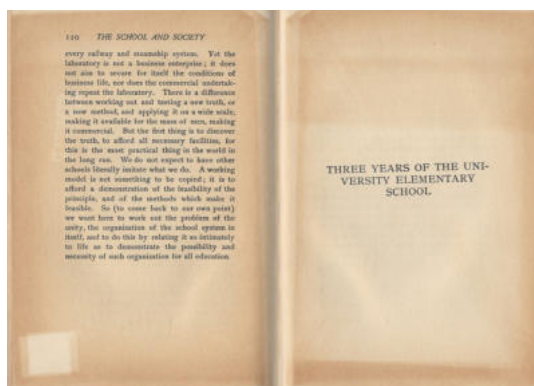 110 THE SCHOOL AND SOCIETY
every railway and steamship system. Yet the
laboratory is not a business enterprise; it does
not aim to secure for itself the conditions of
business life, nor does the commercial undertak-
ing repeat the laboratory. There is a difference
between working out and testing a new truth, or
a new method, and applying it on a wide scale,
making it available for the mass of men, making
it commercial. But the first thing is to discover
the truth, to afford all necessary facilities, for
this is the most practical thing in the world in
the long run. We do not expect to have other
schools literally imitate what we do. A working
model is not something to be copied; it is to
afford a demonstration of the feasibility of the
principle, and of the methods which make it
feasible. So (to come back to our own point)
we want here to work out the problem of the
unity, the organization of the school system in
itself, and to do this by relating it so intimately
to life as to demonstrate the possibility and
necessity of such organization for all education
THREE YEARS OF THE UNI-
VERSITY ELEMENTARY
SCHOOL